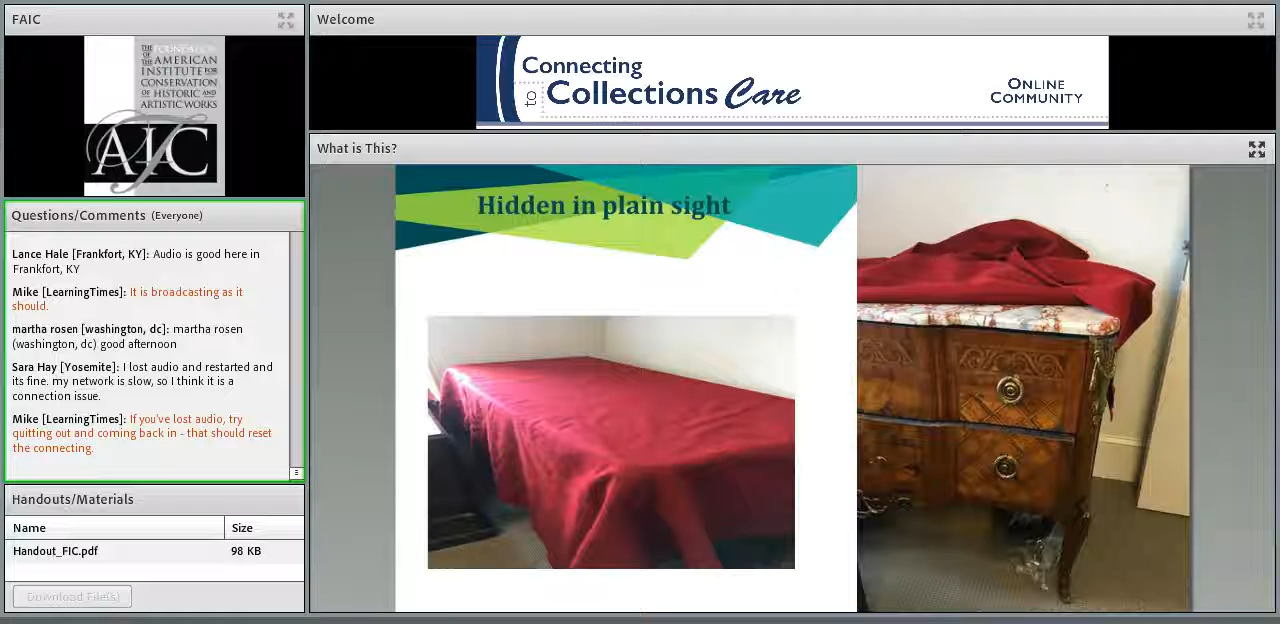 FAIC
THE FOUNDATION
OF THE AMERICAN
INSTITUTE FOR
CONSERVATION
OF HISTORIC AND
ARTISTIC WORKS
AIC
Welcome
Connecting
to Collections Care
ONLINE
COMMUNITY
Questions/Comments (Everyone)
Lance Hale [Frankfort, KY]: Audio is good here in
Frankfort, KY
Mike [LearningTimes]: It is broadcasting as it
should.
martha rosen [washington, dc]: martha rosen
(washington, dc) good afternoon
Sara Hay [Yosemite]: I lost audio and restarted and
its fine. my network is slow, so I think it is a
connection issue.
Mike [LearningTimes]: If you've lost audio, try
quitting out and coming back in - that should reset
the connecting.
Handouts/Materials
Name Size
Handout_FIC.pdf 98 KB
Download File(s)
What is This?
Hidden in plain sight